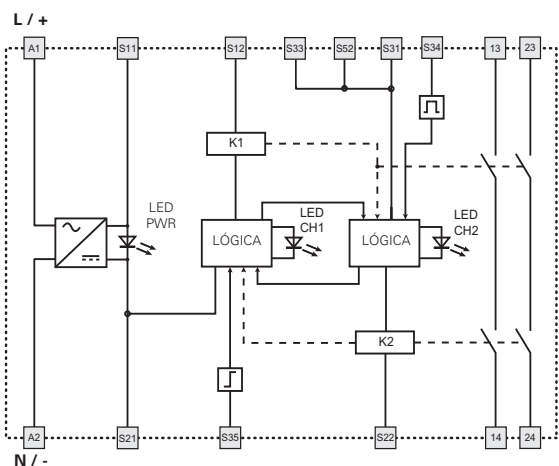 L / +
A1
S11
S12
S33
S52
S31
S34
13
23
K1
LED
PWR
LÓGICA
LED
CH1
LÓGICA
LED
CH2
K2
A2
S21
S35
S22
14
24
N / -